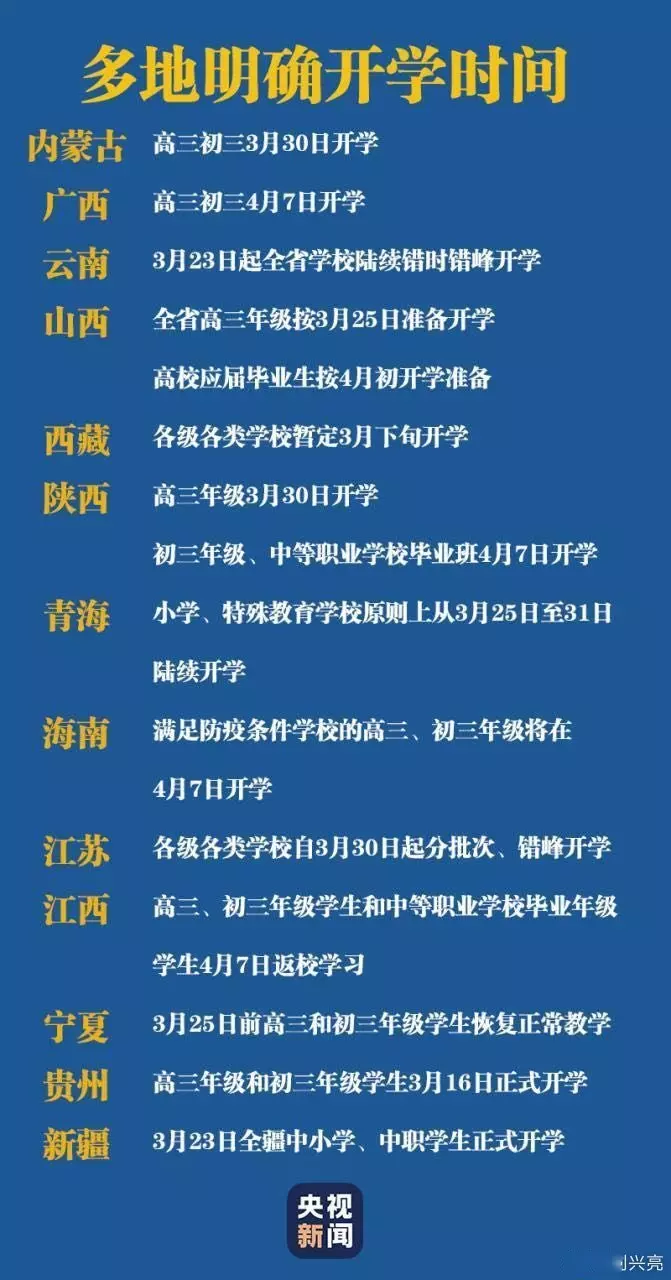 多地明确开学时间
内蒙古 高三初三3月30日开学
广西 高三初三4月7日开学
云南 3月23日起全省学校陆续错时错峰开学
山西 全省高三年级按3月25日准备开学
高校应届毕业生按4月初开学准备
西藏 各级各类学校暂定3月下旬开学
陕西 高三年级3月30日开学
初三年级、中等职业学校毕业班4月7日开学
青海 小学、特殊教育学校原则上从3月25日至31日
陆续开学
海南 满足防疫条件学校的高三、初三年级将在
4月7日开学
江苏 各级各类学校自3月30日起分批次、错峰开学
江西 高三、初三年级学生和中等职业学校毕业年级
学生4月7日返校学习
宁夏 3月25日前高三和初三年级学生恢复正常教学
贵州 高三年级和初三年级学生3月16日正式开学
新疆 3月23日全疆中小学、中职学生正式开学
央视
新闻
兴亮